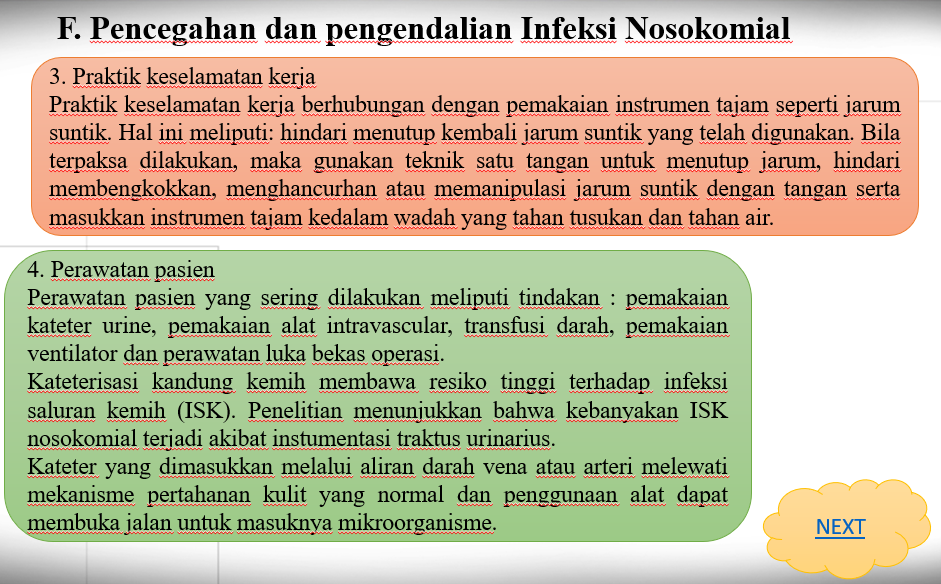 F. Pencegahan dan pengendalian Infeksi Nosokomial
3. Praktik keselamatan kerja
Praktik keselamatan kerja berhubungan dengan pemakaian instrumen tajam seperti jarum
suntik. Hal ini meliputi: hindari menutup kembali jarum suntik yang telah digunakan. Bila
terpaksa dilakukan, maka gunakan teknik satu tangan untuk menutup jarum, hindari
membengkokkan, menghancurhan atau memanipulasi jarum suntik dengan tangan serta
masukkan instrumen tajam kedalam wadah yang tahan tusukan dan tahan air.
4. Perawatan pasien
Perawatan pasien yang sering dilakukan meliputi tindakan : pemakaian
kateter urine, pemakaian alat intravascular, transfusi darah, pemakaian
ventilator dan perawatan luka bekas operasi.
Kateterisasi kandung kemih membawa resiko tinggi terhadap infeksi
saluran kemih (ISK). Penelitian menunjukkan bahwa kebanyakan ISK
nosokomial terjadi akibat instumentasi traktus urinarius.
Kateter yang dimasukkan melalui aliran darah vena atau arteri melewati
mekanisme pertahanan kulit yang normal dan penggunaan alat dapat
membuka jalan untuk masuknya mikroorganisme.
NEXT